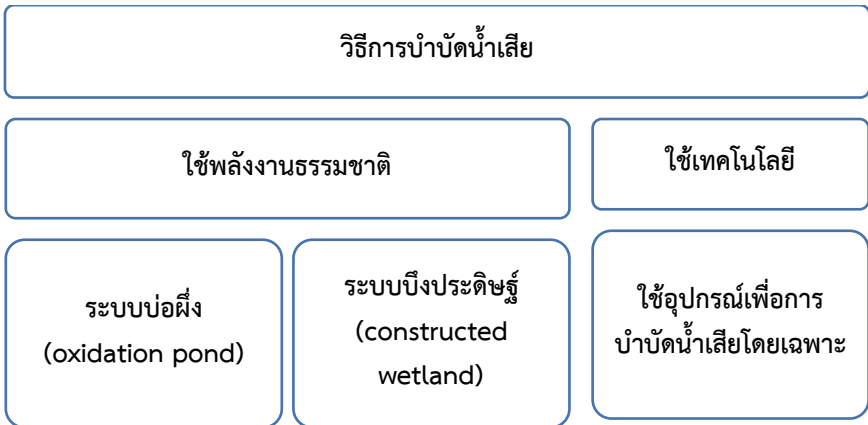 วิธีการบำบัดน้ำเสีย
ใช้พลังงานธรรมชาติ
ใช้เทคโนโลยี
ระบบบ่อผึ่ง
(oxidation pond)
ระบบบึงประดิษฐ์
(constructed
wetland)
ใช้อุปกรณ์เพื่อการ
บำบัดน้ำเสียโดยเฉพาะ